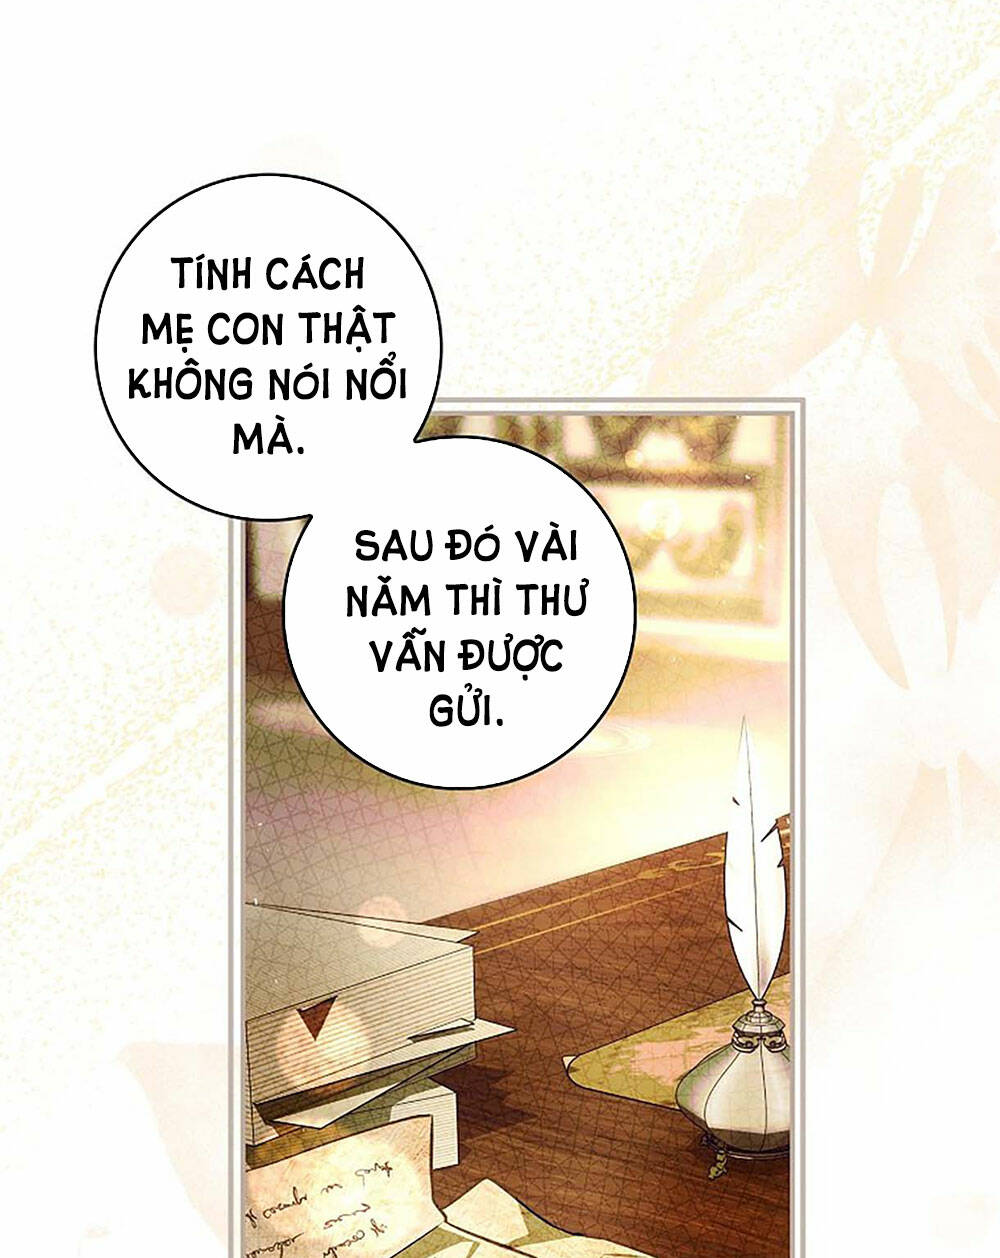 TÍNH CÁCH
MẸ CON THẬT
KHÔNG NÓI NỔI
MÀ.
SAU ĐÓ VÀI
NĂM THÌ THƯ
VẪN ĐƯỢC
GỬI.